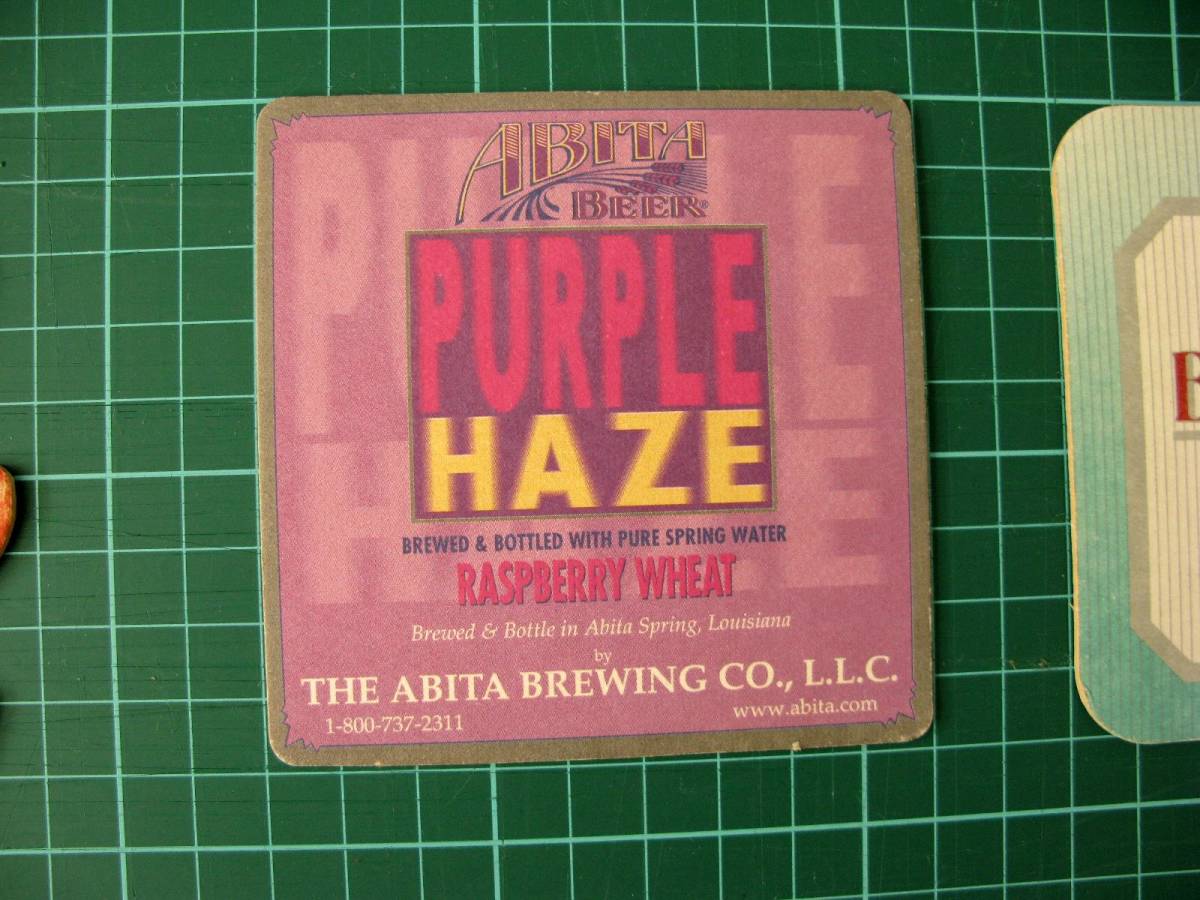 ABITA
BEER®
PURPLE
HAZE
BREWED & BOTTLED WITH PURE SPRING WATER
RASPBERRY WHEAT
Brewed & Bottle in Abita Spring, Louisiana
by
THE ABITA BREWING CO., L.L.C.
1-800-737-2311
www.abita.com